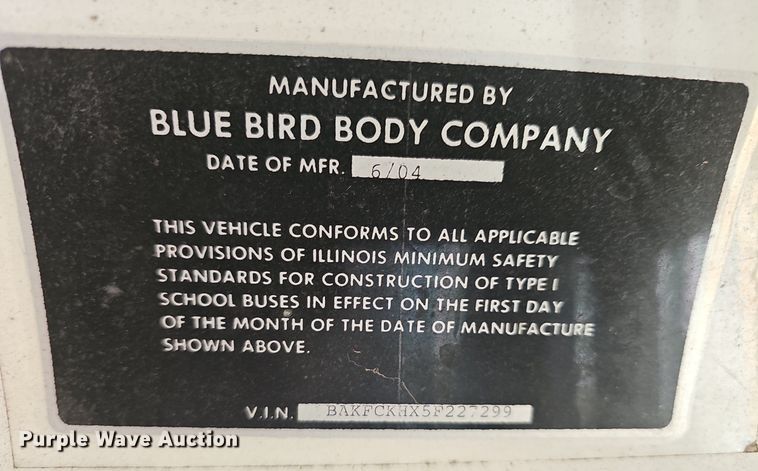 MANUFACTURED BY
BLUE BIRD BODY COMPANY
DATE OF MFR. 6/04
THIS VEHICLE CONFORMS TO ALL APPLICABLE
PROVISIONS OF ILLINOIS MINIMUM SAFETY
STANDARDS FOR CONSTRUCTION OF TYPE I
SCHOOL BUSES IN EFFECT ON THE FIRST DAY
OF THE MONTH OF THE DATE OF MANUFACTURE
SHOWN ABOVE.
V.I.N. BAKFCKHX5F227299
Purple Wave Auction